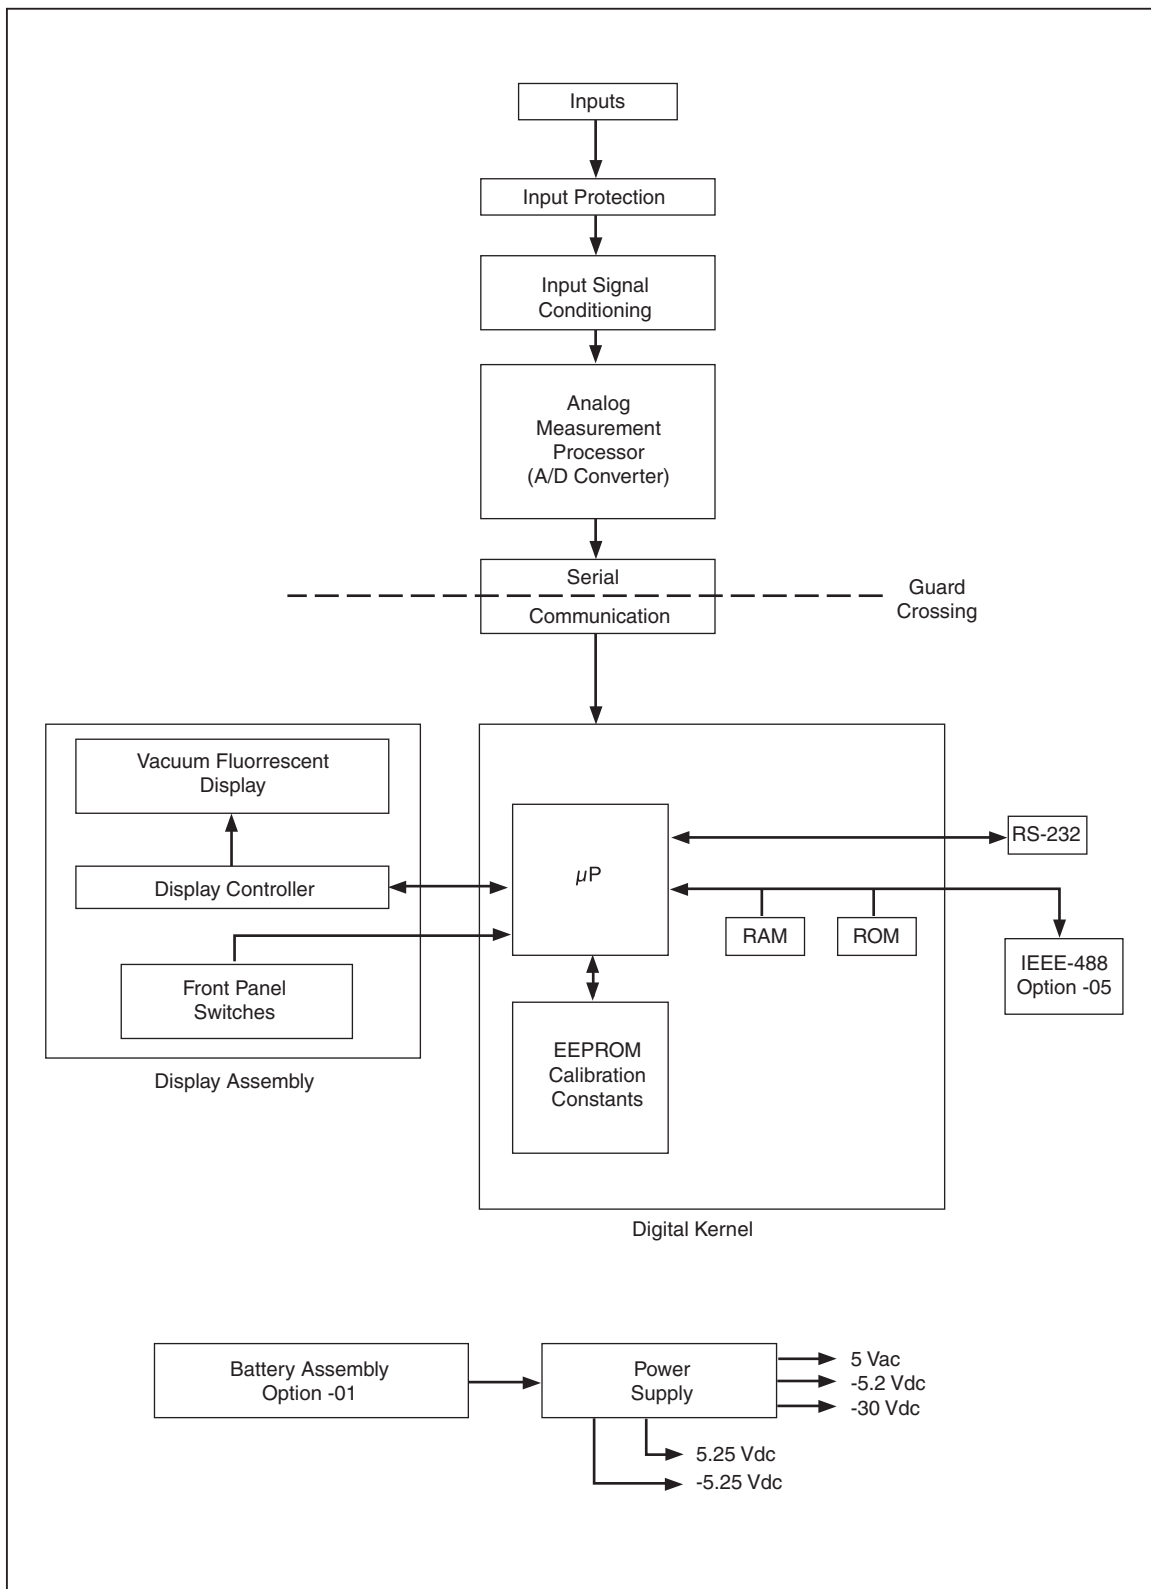 Inputs
Input Protection
Input Signal
Conditioning
Analog
Measurement
Processor
(A/D Converter)
Serial
Communication
Guard
Crossing
Vacuum Fluorrescent
Display
Display Controller
Front Panel
Switches
Display Assembly
µP
EEPROM
Calibration
Constants
RAM
ROM
RS-232
IEEE-488
Option -05
Digital Kernel
Battery Assembly
Option -01
Power
Supply
5 Vac
-5.2 Vdc
-30 Vdc
5.25 Vdc
-5.25 Vdc